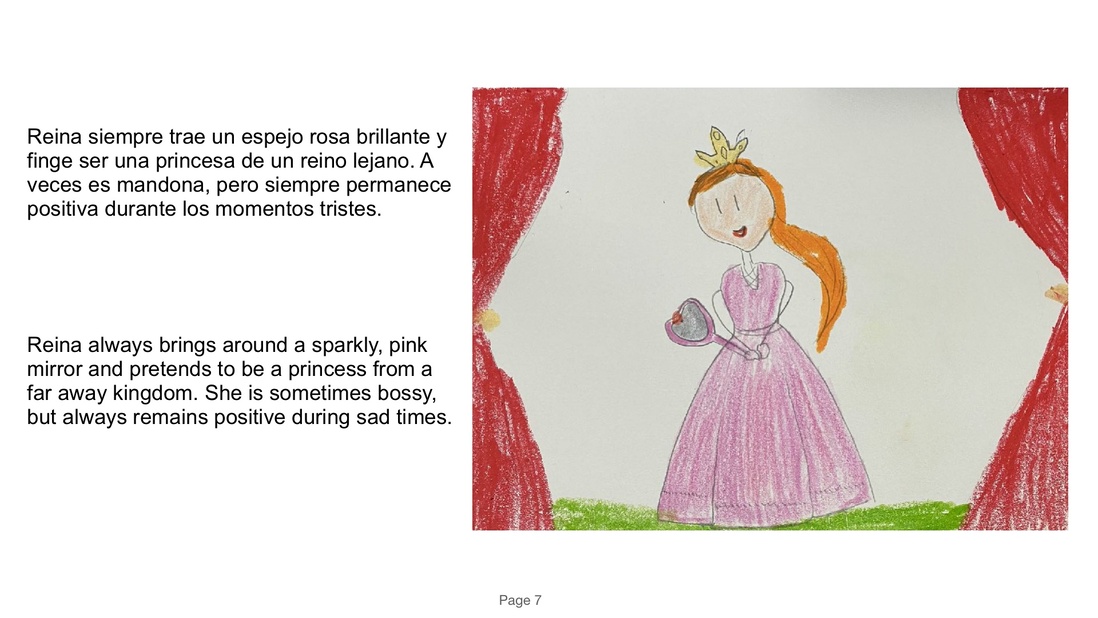 Reina siempre trae un espejo rosa brillante y
finge ser una princesa de un reino lejano. A
veces es mandona, pero siempre permanece
positiva durante los momentos tristes.
Reina always brings around a sparkly, pink
mirror and pretends to be a princess from a
far away kingdom. She is sometimes bossy,
but always remains positive during sad times.
Page 7